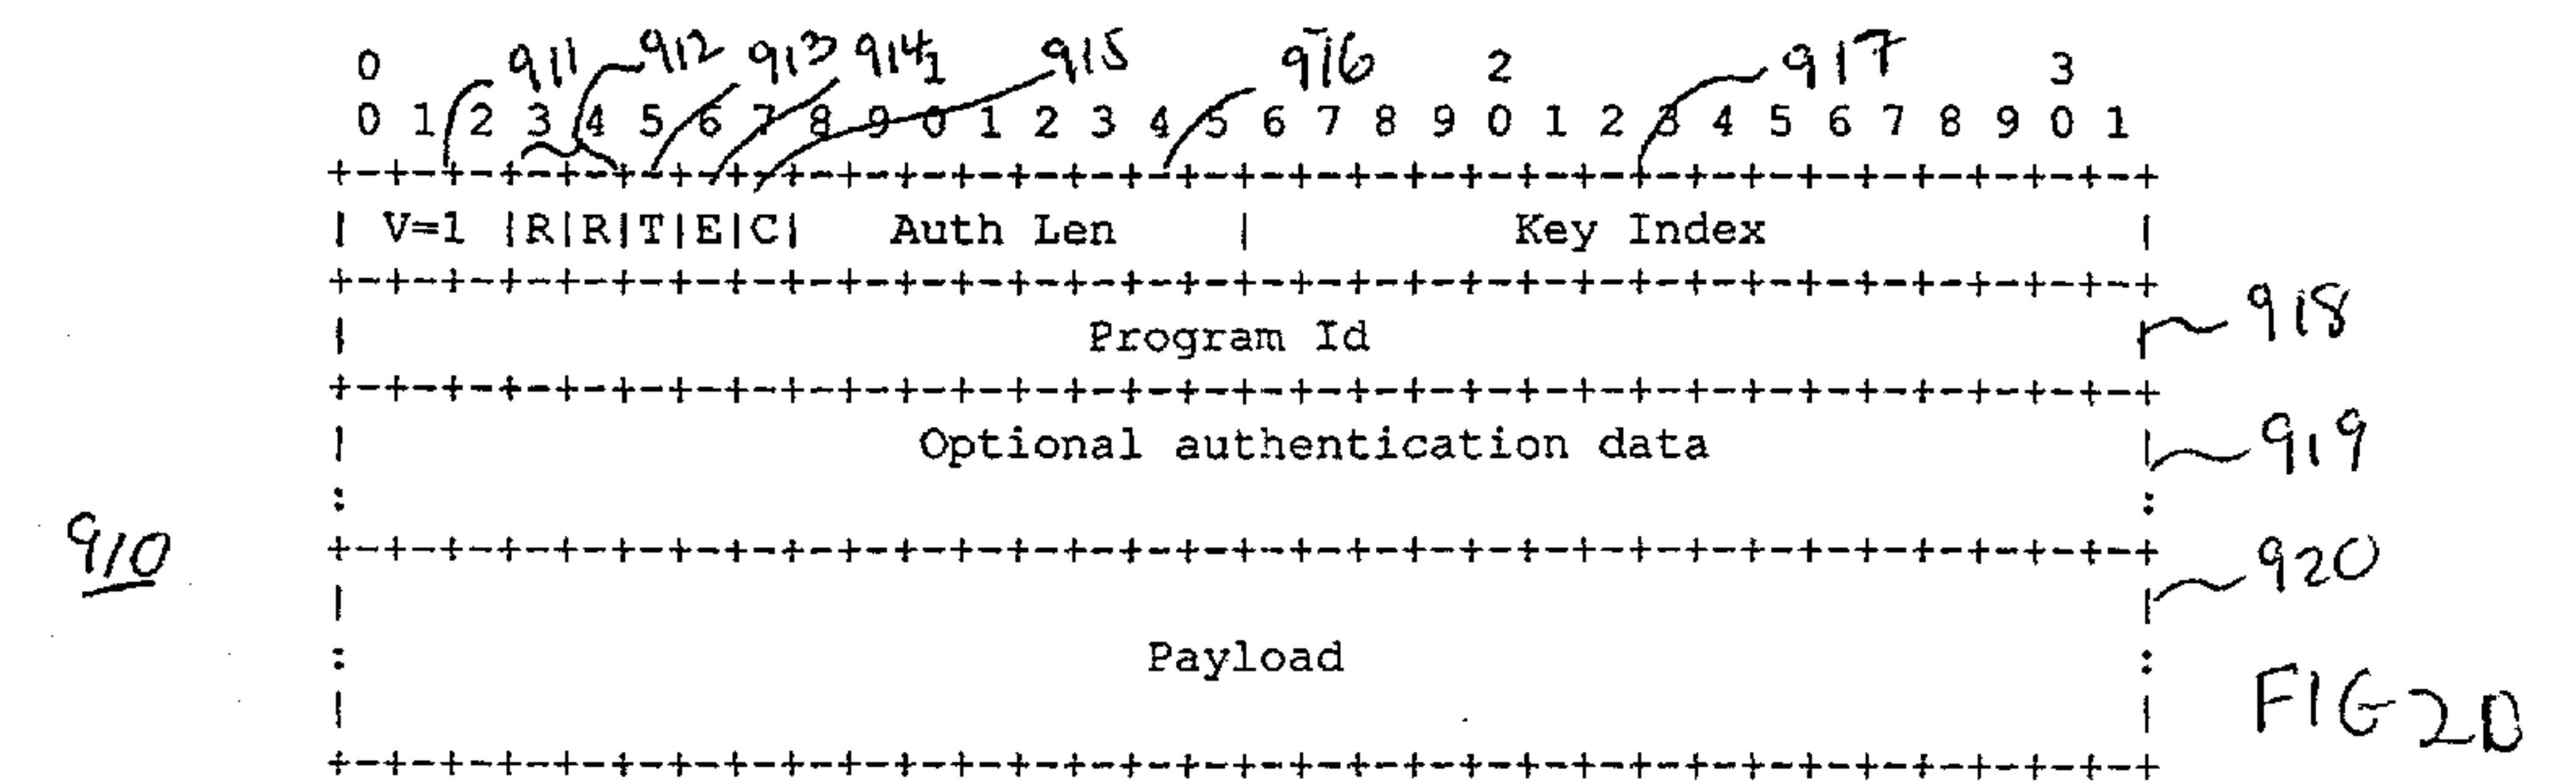 0 911 912 913 914 1 915 916 2 917 3
0 1 2 3 4 5 6 7 8 9 0 1 2 3 4 5 6 7 8 9 0 1 2 3 4 5 6 7 8 9 0 1
+-+-+-+-+-+-+-+-+-+-+-+-+-+-+-+-+-+-+-+-+-+-+-+-+-+-+-+-+-+-+-+-+
| V=1 |R|R|T|E|C| Auth Len | Key Index |
+-+-+-+-+-+-+-+-+-+-+-+-+-+-+-+-+-+-+-+-+-+-+-+-+-+-+-+-+-+-+-+-+
| Program Id | 918
+-+-+-+-+-+-+-+-+-+-+-+-+-+-+-+-+-+-+-+-+-+-+-+-+-+-+-+-+-+-+-+-+
| Optional authentication data | 919
: :
910 +-+-+-+-+-+-+-+-+-+-+-+-+-+-+-+-+-+-+-+-+-+-+-+-+-+-+-+-+-+-+-+-+
| | 920
: Payload :
| | FIG 2D
+-+-+-+-+-+-+-+-+-+-+-+-+-+-+-+-+-+-+-+-+-+-+-+-+-+-+-+-+-+-+-+-+